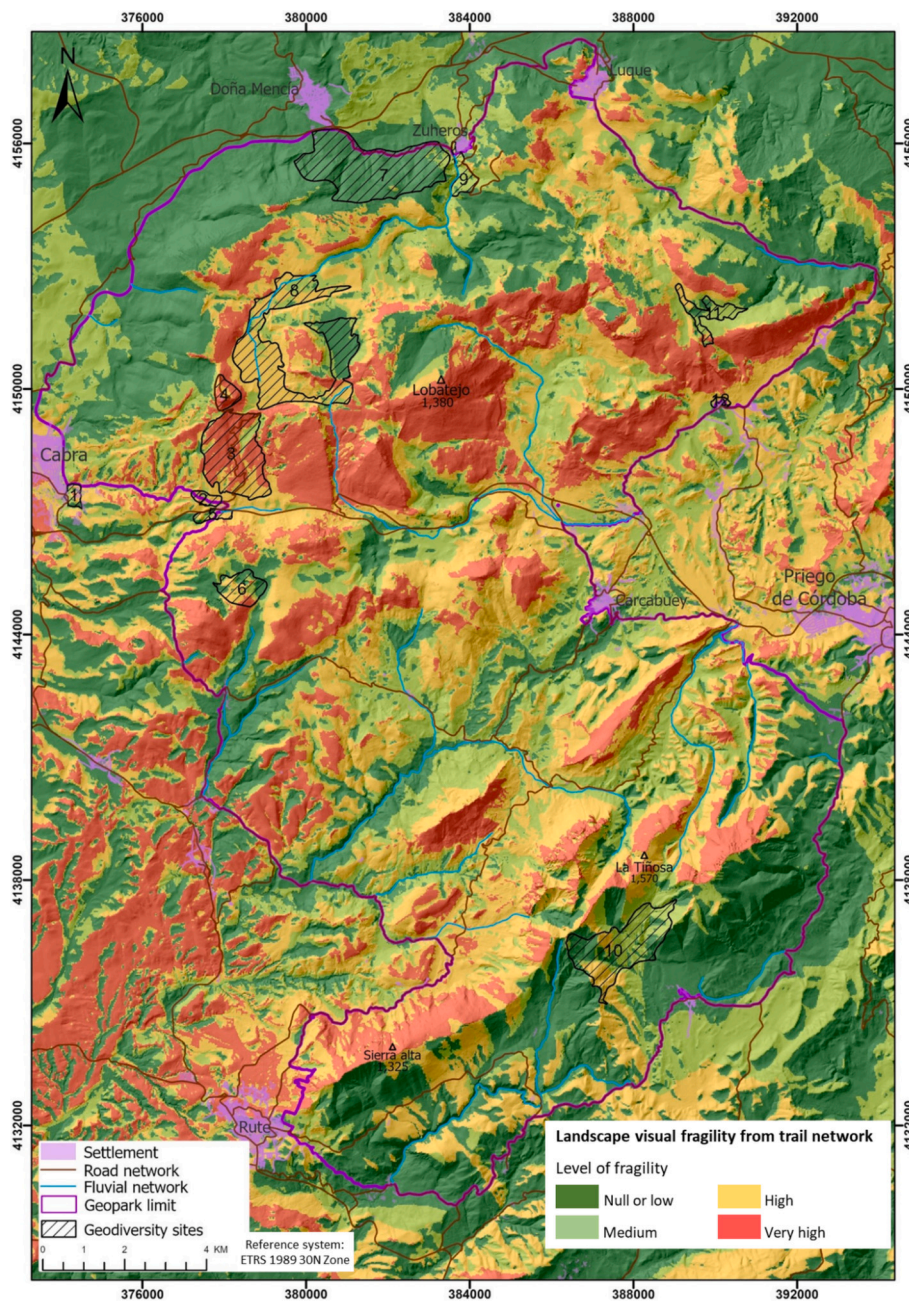 376000 380000 384000 388000 392000
N
Luque
Doña Mencía
Zuheros
4156000 4156000
7
9
8
11
4150000 4150000
Lobatejo
1,380
4
12
Cabra
3
1
2
6
Priego
de Córdoba
Carcabuey
4144000 4144000
La Tiñosa
1,570
4138000 4138000
10
Sierra alta
1,325
4132000 4132000
Rute
Settlement
Road network
Fluvial network
Geopark limit
Geodiversity sites
0 1 2 4 KM
Reference system:
ETRS 1989 30N Zone
Landscape visual fragility from trail network
Level of fragility
Null or low High
Medium Very high
376000 380000 384000 388000 392000